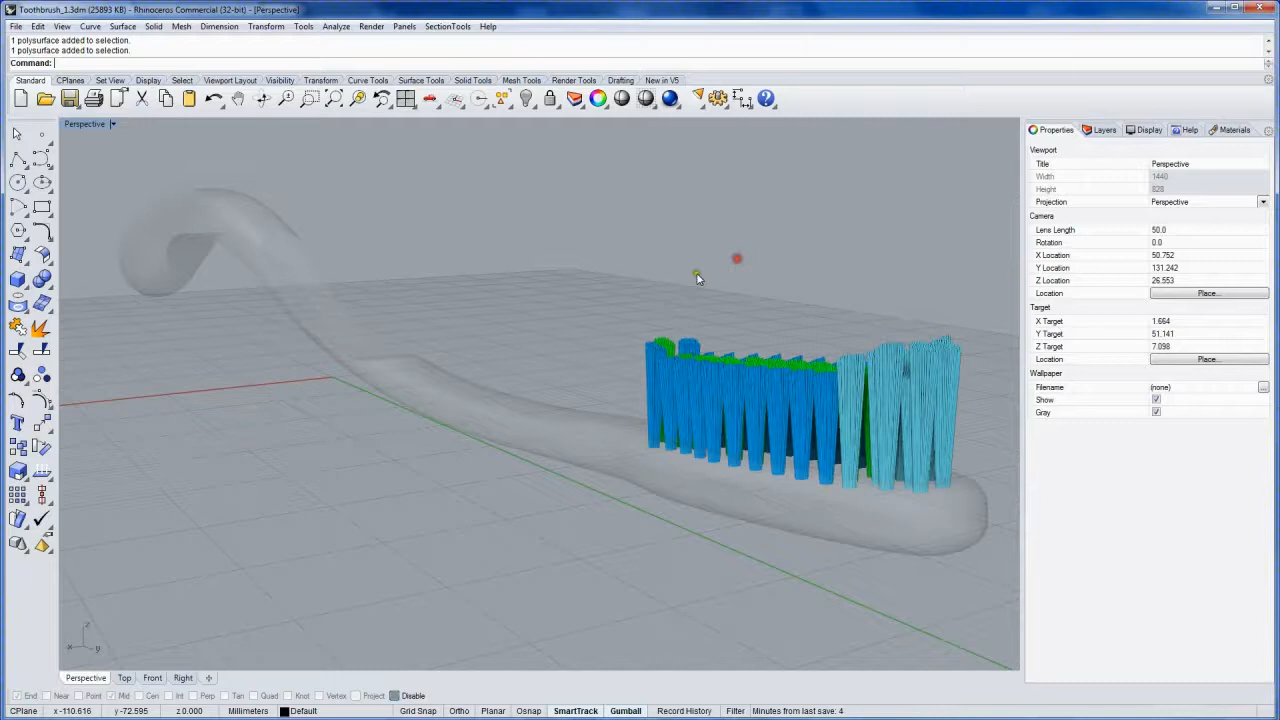 Toothbrush_1.3dm (25893 KB) - Rhinoceros Commercial (32-bit) - [Perspective]
File Edit View Curve Surface Solid Mesh Dimension Transform Tools Analyze Render Panels SectionTools Help
1 polysurface added to selection.
1 polysurface added to selection.
Command:
Standard CPlanes Set View Display Select Viewport Layout Visibility Transform Curve Tools Surface Tools Solid Tools Mesh Tools Render Tools Drafting New in V5
Perspective
Properties Layers Display Help Materials
Viewport
Title Perspective
Width 1440
Height 828
Projection Perspective
Camera
Lens Length 50.0
Rotation 0.0
X Location 50.752
Y Location 131.242
Z Location 26.553
Location Place...
Target
X Target 1.664
Y Target 51.141
Z Target 7.098
Location Place...
Wallpaper
Filename (none) ...
Show
Gray
z
x y
Perspective Top Front Right
End Near Point Mid Cen Int Perp Tan Quad Knot Vertex Project Disable
CPlane x -110.616 y -72.595 z 0.000 Millimeters Default Grid Snap Ortho Planar Osnap SmartTrack Gumball Record History Filter Minutes from last save: 4